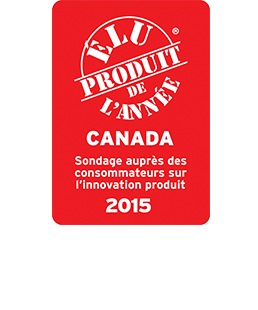 ÉLU
PRODUIT ®
DE
L'ANNÉE
CANADA
Sondage auprès des
consommateurs sur
l'innovation produit
2015